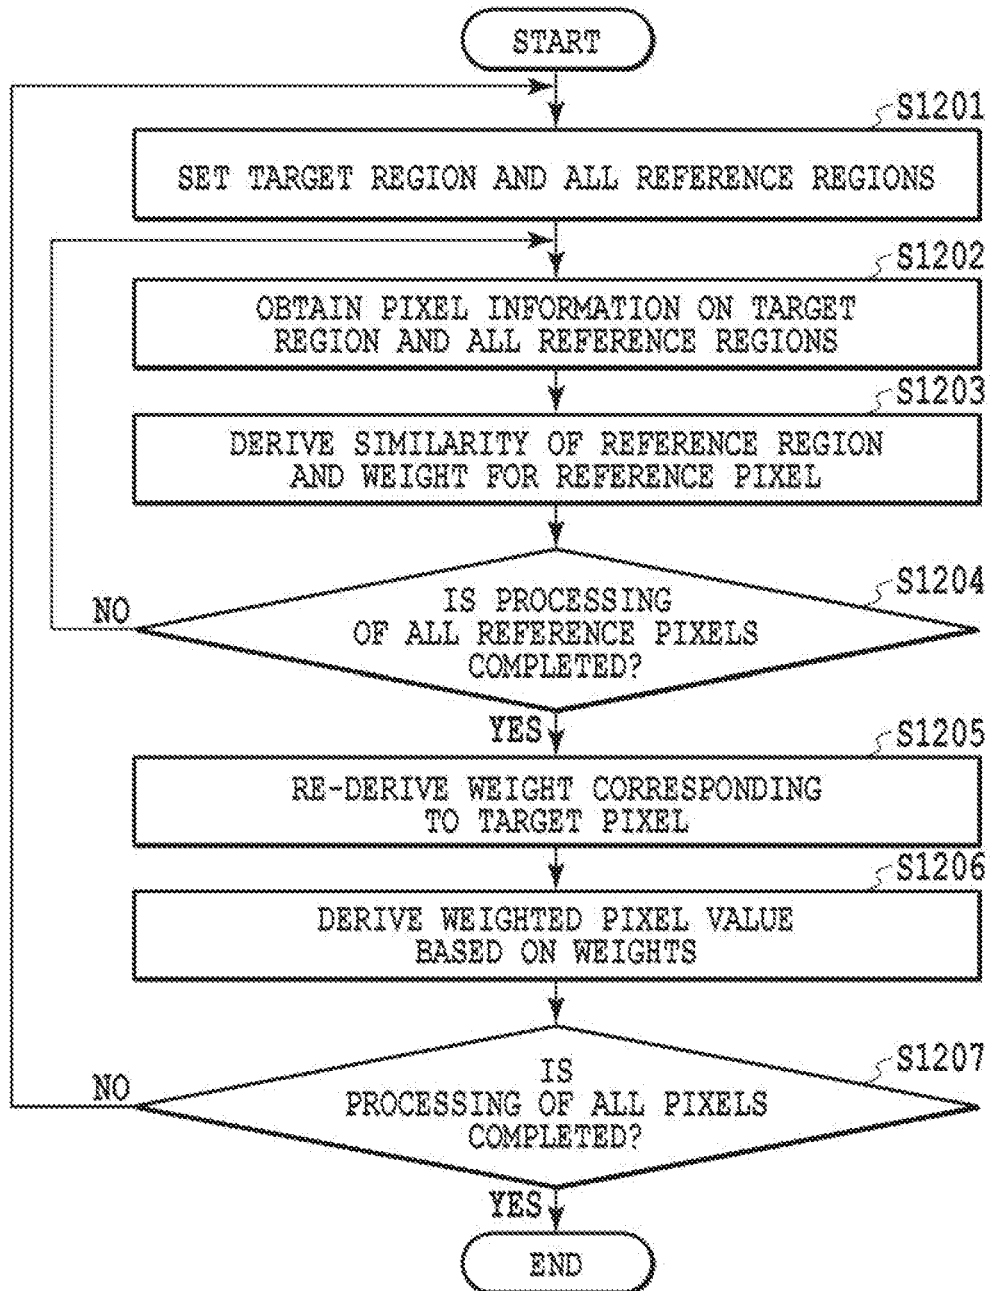 START
S1201
SET TARGET REGION AND ALL REFERENCE REGIONS
S1202
OBTAIN PIXEL INFORMATION ON TARGET
REGION AND ALL REFERENCE REGIONS
S1203
DERIVE SIMILARITY OF REFERENCE REGION
AND WEIGHT FOR REFERENCE PIXEL
S1204
NO
IS PROCESSING
OF ALL REFERENCE PIXELS
COMPLETED?
YES
S1205
RE-DERIVE WEIGHT CORRESPONDING
TO TARGET PIXEL
S1206
DERIVE WEIGHTED PIXEL VALUE
BASED ON WEIGHTS
S1207
NO
IS
PROCESSING OF ALL PIXELS
COMPLETED?
YES
END